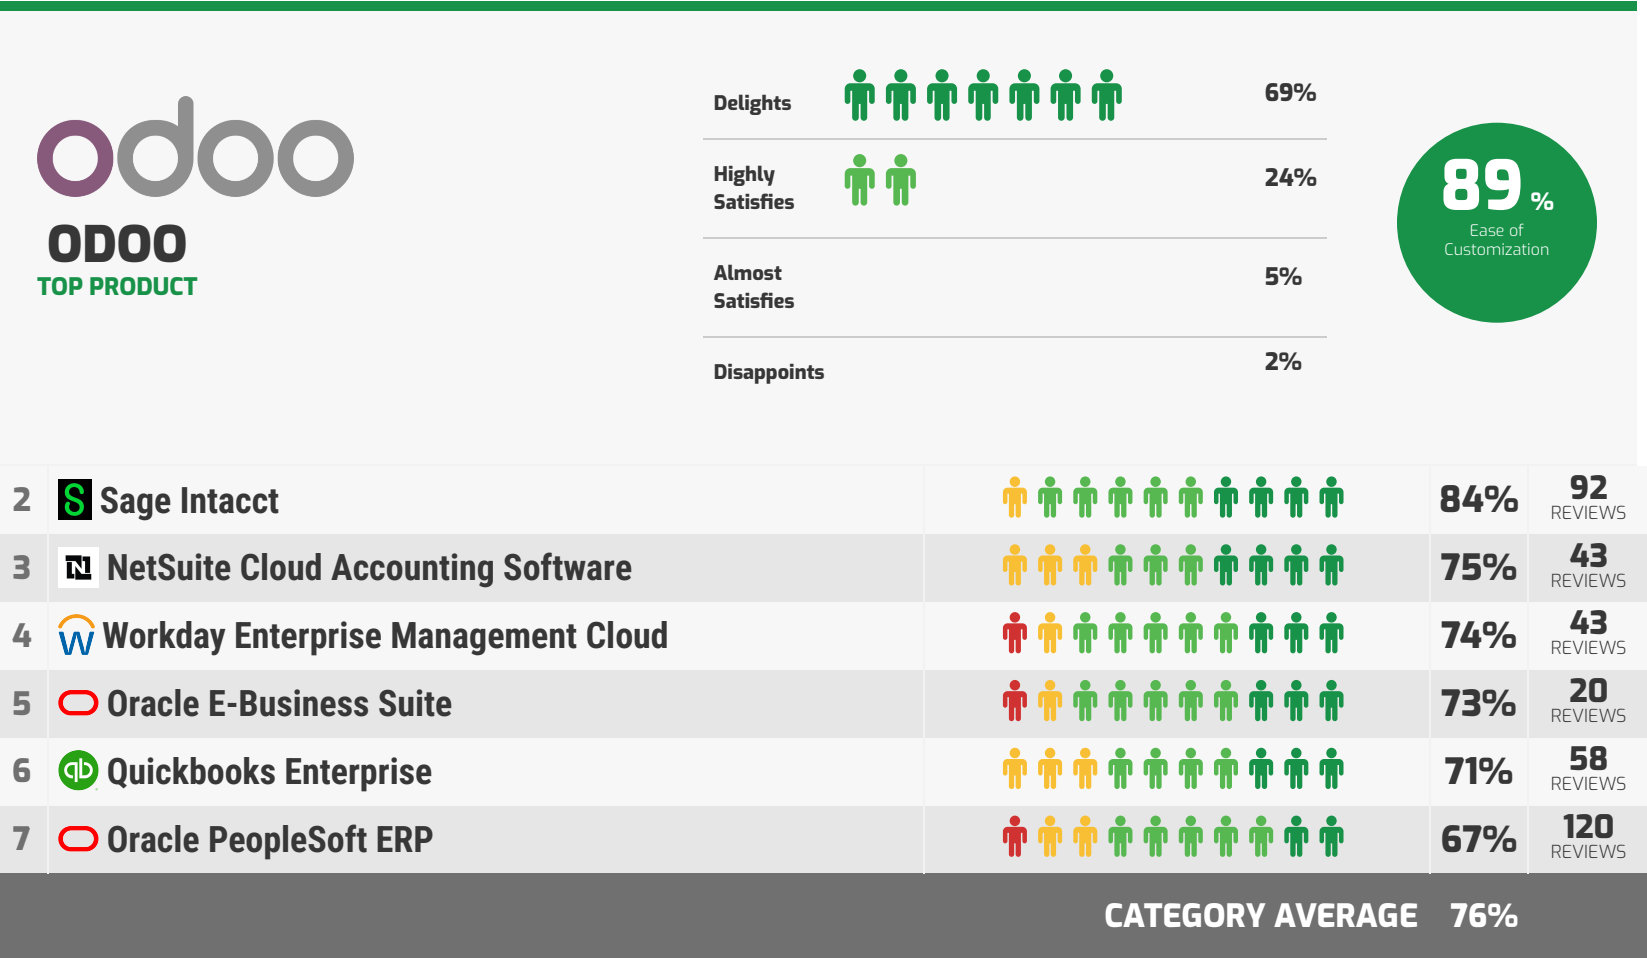 odoo
ODOO
TOP PRODUCT
Delights 69%
Highly
Satisfies 24%
Almost
Satisfies 5%
Disappoints 2%
89 %
Ease of
Customization
2 S Sage Intacct 84% 92
REVIEWS
3 N NetSuite Cloud Accounting Software 75% 43
REVIEWS
4 W Workday Enterprise Management Cloud 74% 43
REVIEWS
5 Oracle E-Business Suite 73% 20
REVIEWS
6 qb Quickbooks Enterprise 71% 58
REVIEWS
7 Oracle PeopleSoft ERP 67% 120
REVIEWS
CATEGORY AVERAGE 76%